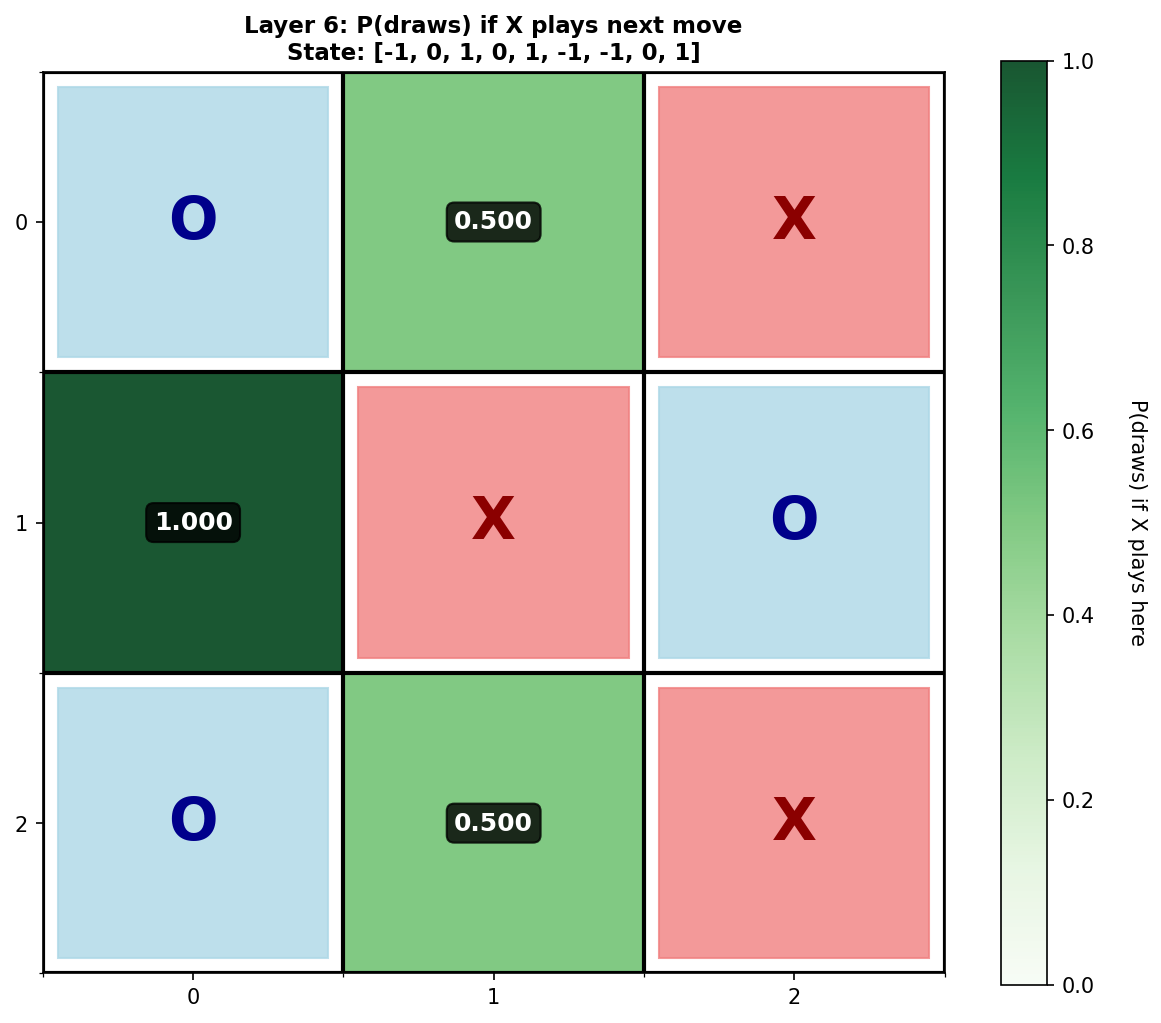 Layer 6: P(draws) if X plays next move
State: [-1, 0, 1, 0, 1, -1, -1, 0, 1]
0
O
0.500
X
1
1.000
X
O
2
O
0.500
X
0
1
2
1.0
0.8
0.6
0.4
0.2
0.0
P(draws) if X plays here